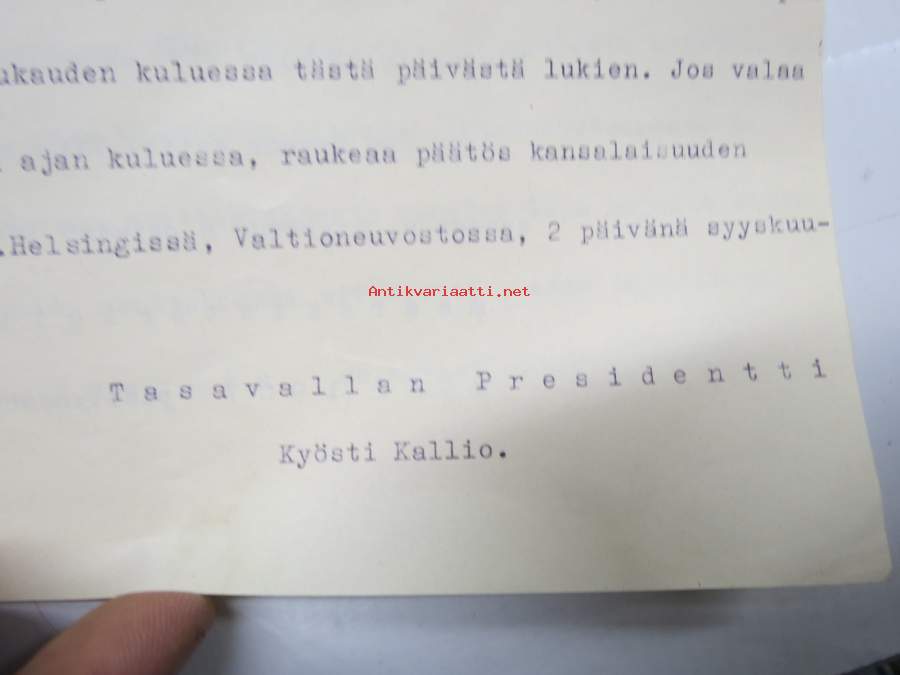 ukauden kuluessa tästä päivästä lukien. Jos valaa
ajan kuluessa, raukeaa päätös kansalaisuuden
.Helsingissä, Valtioneuvostossa, 2 päivänä syyskuu-
Antikvariaatti.net
Tasavallan Presidentti
Kyösti Kallio.